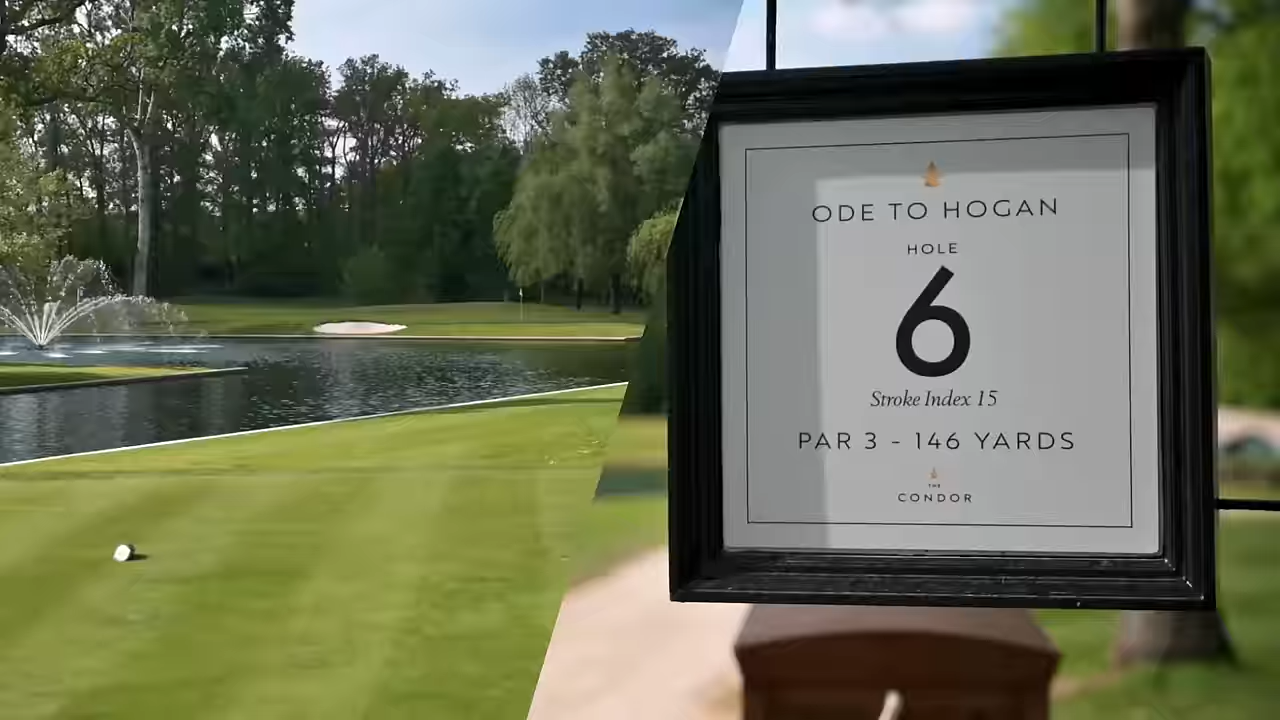 ODE TO HOGAN
HOLE
6
Stroke Index 15
PAR 3 - 146 YARDS
THE
CONDOR